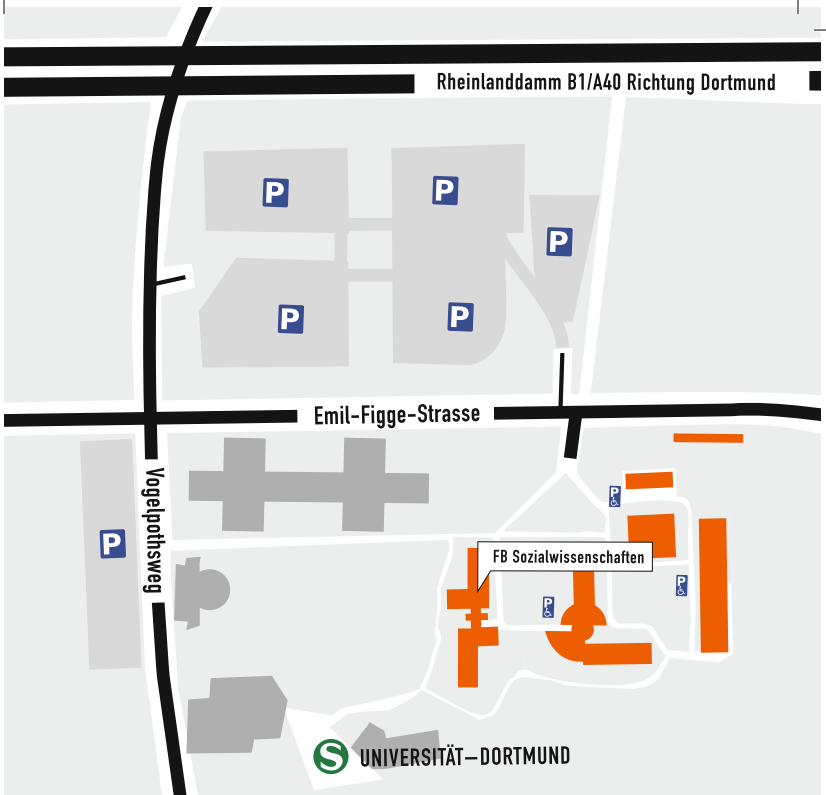 Rheinlanddamm B1/A40 Richtung Dortmund
P
P
P
P
P
Emil-Figge-Strasse
Vogelpothsweg
P
P
FB Sozialwissenschaften
P
P
S UNIVERSITÄT–DORTMUND